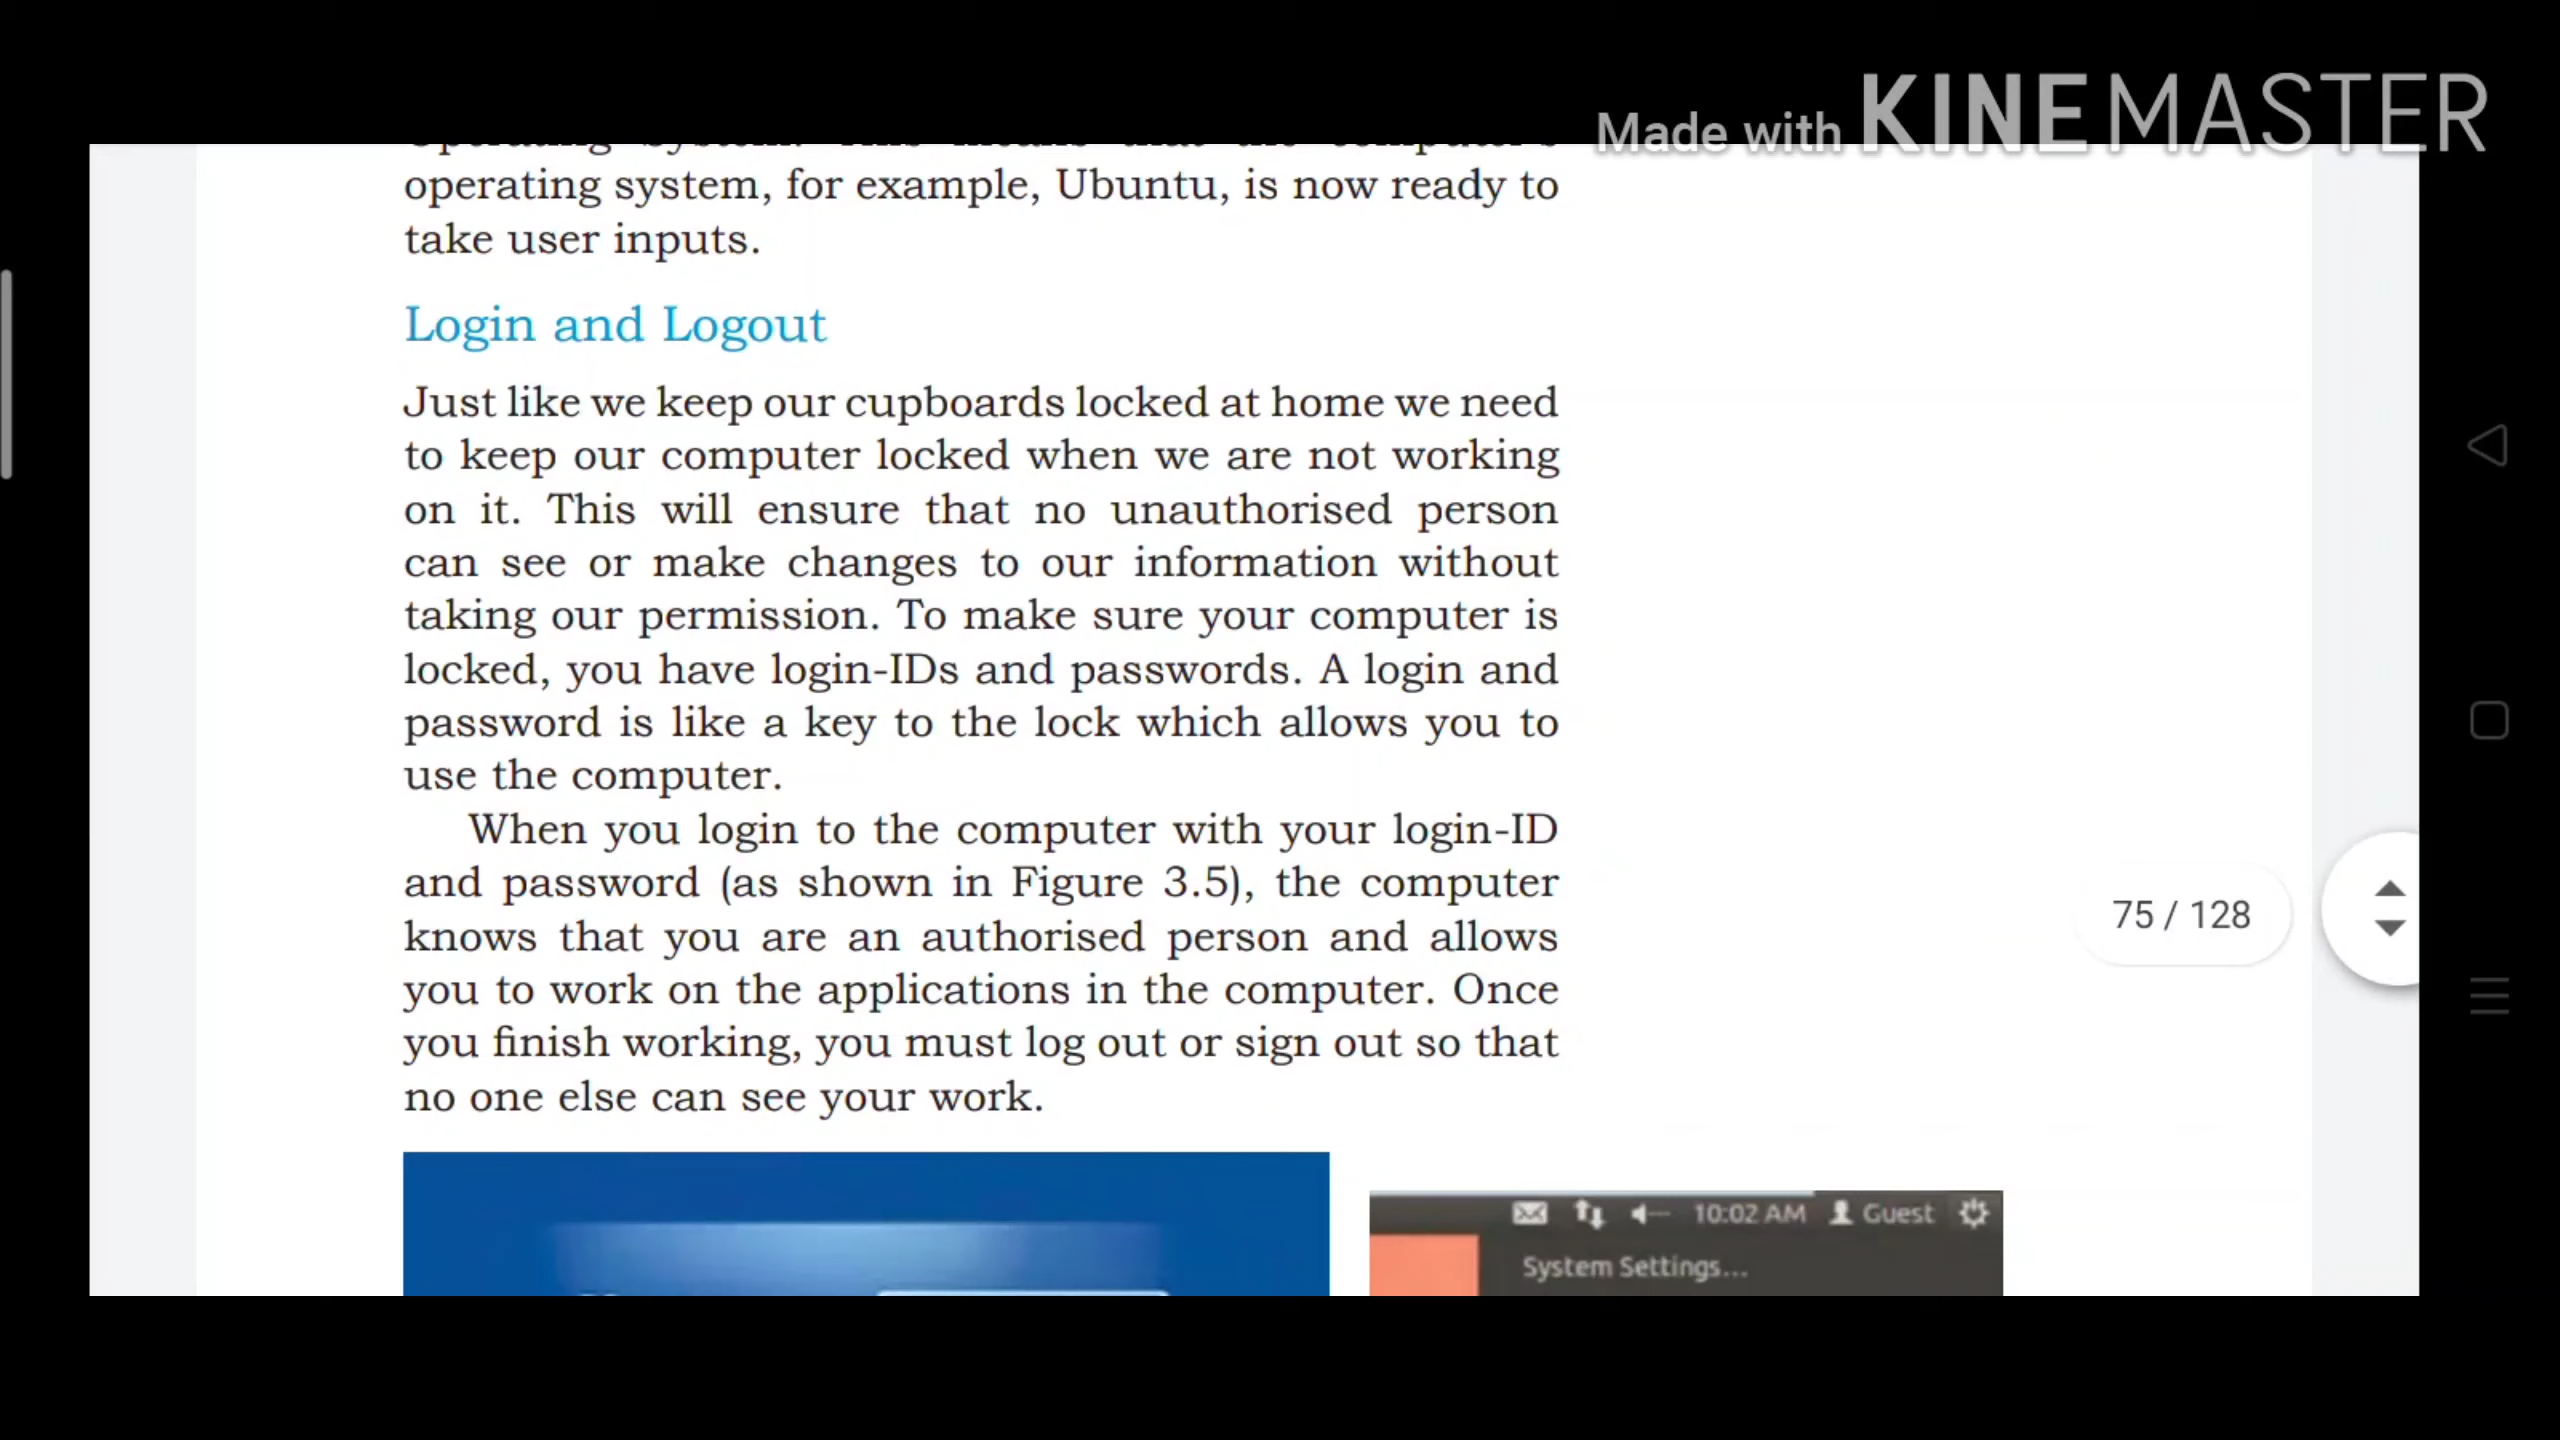 Made with KINEMASTER
operating system, for example, Ubuntu, is now ready to
take user inputs.
Login and Logout
Just like we keep our cupboards locked at home we need
to keep our computer locked when we are not working
on it. This will ensure that no unauthorised person
can see or make changes to our information without
taking our permission. To make sure your computer is
locked, you have login-IDs and passwords. A login and
password is like a key to the lock which allows you to
use the computer.
When you login to the computer with your login-ID
and password (as shown in Figure 3.5), the computer
knows that you are an authorised person and allows
you to work on the applications in the computer. Once
you finish working, you must log out or sign out so that
no one else can see your work.
75 / 128
10:02 AM Guest
System Settings...